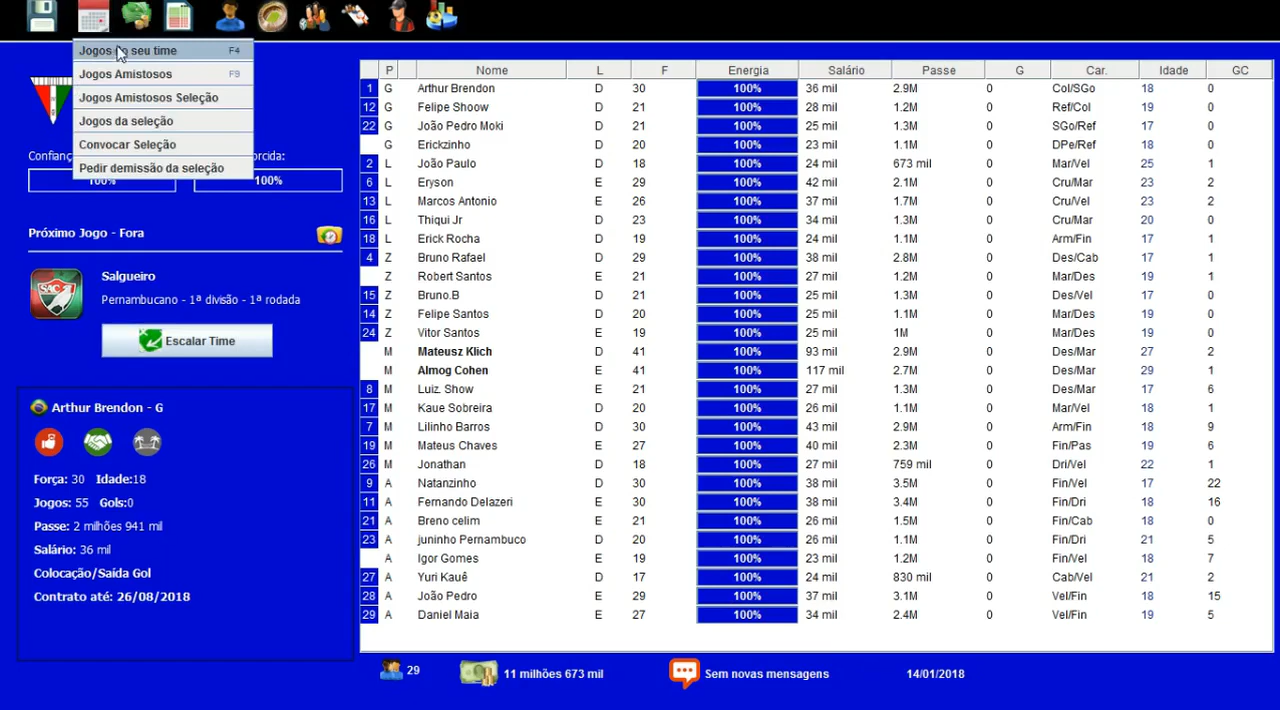 Jogos do seu time F4
Jogos Amistosos F9
Jogos Amistosos Seleção
Jogos da seleção
Convocar Seleção
Pedir demissão da seleção
Confianç
orcida:
100%
100%
Próximo Jogo - Fora
Salgueiro
Pernambucano - 1ª divisão - 1ª rodada
Escalar Time
Arthur Brendon - G
Força: 30 Idade:18
Jogos: 55 Gols:0
Passe: 2 milhões 941 mil
Salário: 36 mil
Colocação/Saída Gol
Contrato até: 26/08/2018
P Nome L F Energia Salário Passe G Car. Idade GC
1 G Arthur Brendon D 30 100% 36 mil 2.9M 0 Col/SGo 18 0
12 G Felipe Shoow D 21 100% 28 mil 1.2M 0 Ref/Col 19 0
22 G João Pedro Moki D 21 100% 25 mil 1.3M 0 SGo/Ref 17 0
G Erickzinho D 20 100% 23 mil 1.1M 0 DPe/Ref 18 0
2 L João Paulo D 18 100% 24 mil 673 mil 0 Mar/Vel 25 1
6 L Eryson E 29 100% 42 mil 2.1M 0 Cru/Mar 23 2
13 L Marcos Antonio E 26 100% 37 mil 1.7M 0 Cru/Vel 23 2
16 L Thiqui Jr D 23 100% 34 mil 1.3M 0 Cru/Mar 20 0
18 L Erick Rocha D 19 100% 24 mil 1.1M 0 Arm/Fin 17 1
4 Z Bruno Rafael D 29 100% 38 mil 2.8M 0 Des/Cab 17 1
Z Robert Santos E 21 100% 27 mil 1.2M 0 Mar/Des 19 1
15 Z Bruno.B D 21 100% 25 mil 1.3M 0 Des/Vel 17 0
14 Z Felipe Santos D 20 100% 25 mil 1.1M 0 Mar/Des 19 0
24 Z Vitor Santos E 19 100% 25 mil 1M 0 Mar/Des 19 0
M Mateusz Klich D 41 100% 93 mil 2.9M 0 Des/Mar 27 2
M Almog Cohen E 41 100% 117 mil 2.7M 0 Des/Mar 29 1
8 M Luiz. Show E 21 100% 27 mil 1.3M 0 Des/Mar 17 6
17 M Kaue Sobreira D 20 100% 26 mil 1.1M 0 Mar/Vel 18 1
7 M Lilinho Barros D 30 100% 43 mil 2.9M 0 Arm/Fin 18 9
19 M Mateus Chaves E 27 100% 40 mil 2.3M 0 Fin/Pas 19 6
26 M Jonathan D 18 100% 27 mil 759 mil 0 Dri/Vel 22 1
9 A Natanzinho D 30 100% 38 mil 3.5M 0 Fin/Vel 17 22
11 A Fernando Delazeri E 30 100% 38 mil 3.4M 0 Fin/Dri 18 16
21 A Breno celim E 21 100% 26 mil 1.5M 0 Fin/Cab 18 0
23 A juninho Pernambuco D 20 100% 26 mil 1.1M 0 Fin/Dri 21 5
A Igor Gomes E 19 100% 23 mil 1.2M 0 Fin/Vel 18 7
27 A Yuri Kauê D 17 100% 24 mil 830 mil 0 Cab/Vel 21 2
28 A João Pedro E 29 100% 37 mil 3.1M 0 Vel/Fin 18 15
29 A Daniel Maia E 27 100% 34 mil 2.4M 0 Vel/Fin 19 5
29 11 milhões 673 mil Sem novas mensagens 14/01/2018